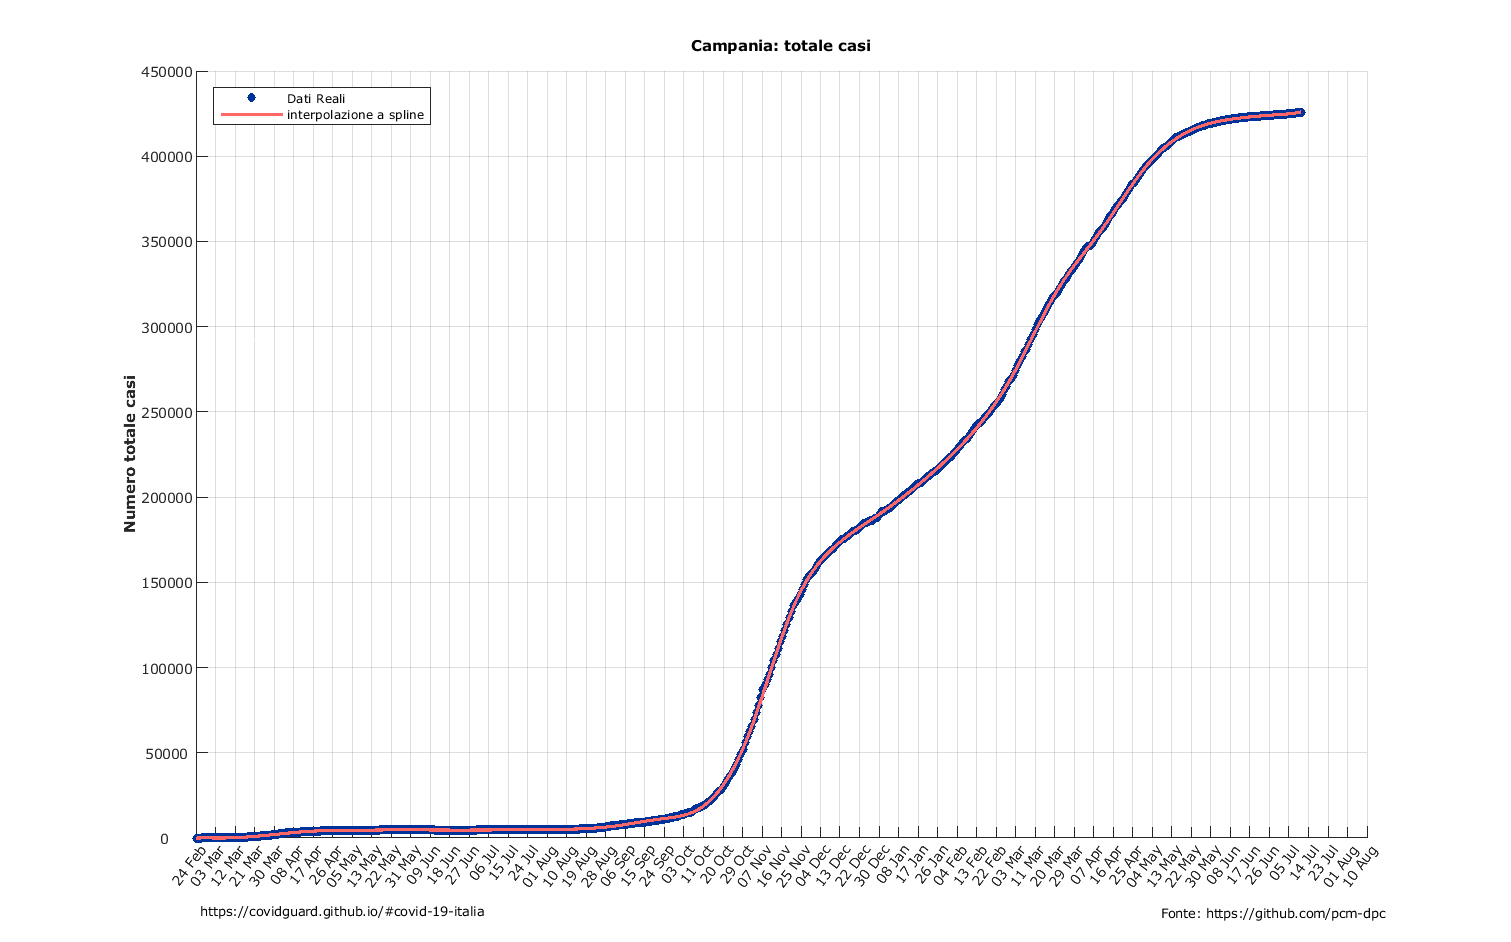 Campania: totale casi
Dati Reali
interpolazione a spline
Numero totale casi
450000
400000
350000
300000
250000
200000
150000
100000
50000
0
24 Feb
03 Mar
12 Mar
21 Mar
30 Mar
08 Apr
17 Apr
26 Apr
05 May
13 May
22 May
31 May
09 Jun
18 Jun
27 Jun
06 Jul
15 Jul
24 Jul
01 Aug
10 Aug
19 Aug
28 Aug
06 Sep
15 Sep
24 Sep
03 Oct
11 Oct
20 Oct
29 Oct
07 Nov
16 Nov
25 Nov
04 Dec
13 Dec
22 Dec
30 Dec
08 Jan
17 Jan
26 Jan
04 Feb
13 Feb
22 Feb
03 Mar
11 Mar
20 Mar
29 Mar
07 Apr
16 Apr
25 Apr
04 May
13 May
22 May
30 May
08 Jun
17 Jun
26 Jun
05 Jul
14 Jul
23 Jul
01 Aug
10 Aug
https://covidguard.github.io/#covid-19-italia
Fonte: https://github.com/pcm-dpc